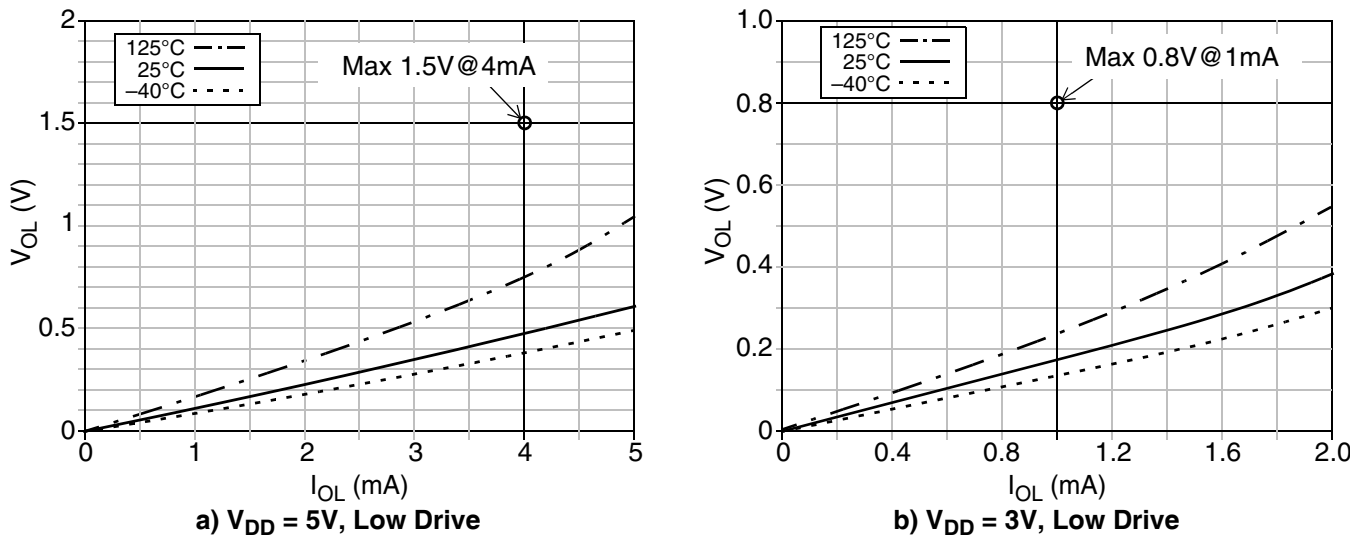 2
125°C
25°C
–40°C
Max 1.5V@4mA
1.5
1
0.5
0
V_OL (V)
0 1 2 3 4 5
I_OL (mA)
a) V_DD = 5V, Low Drive
1.0
125°C
25°C
–40°C
Max 0.8V@1mA
0.8
0.6
0.4
0.2
0
V_OL (V)
0 0.4 0.8 1.2 1.6 2.0
I_OL (mA)
b) V_DD = 3V, Low Drive